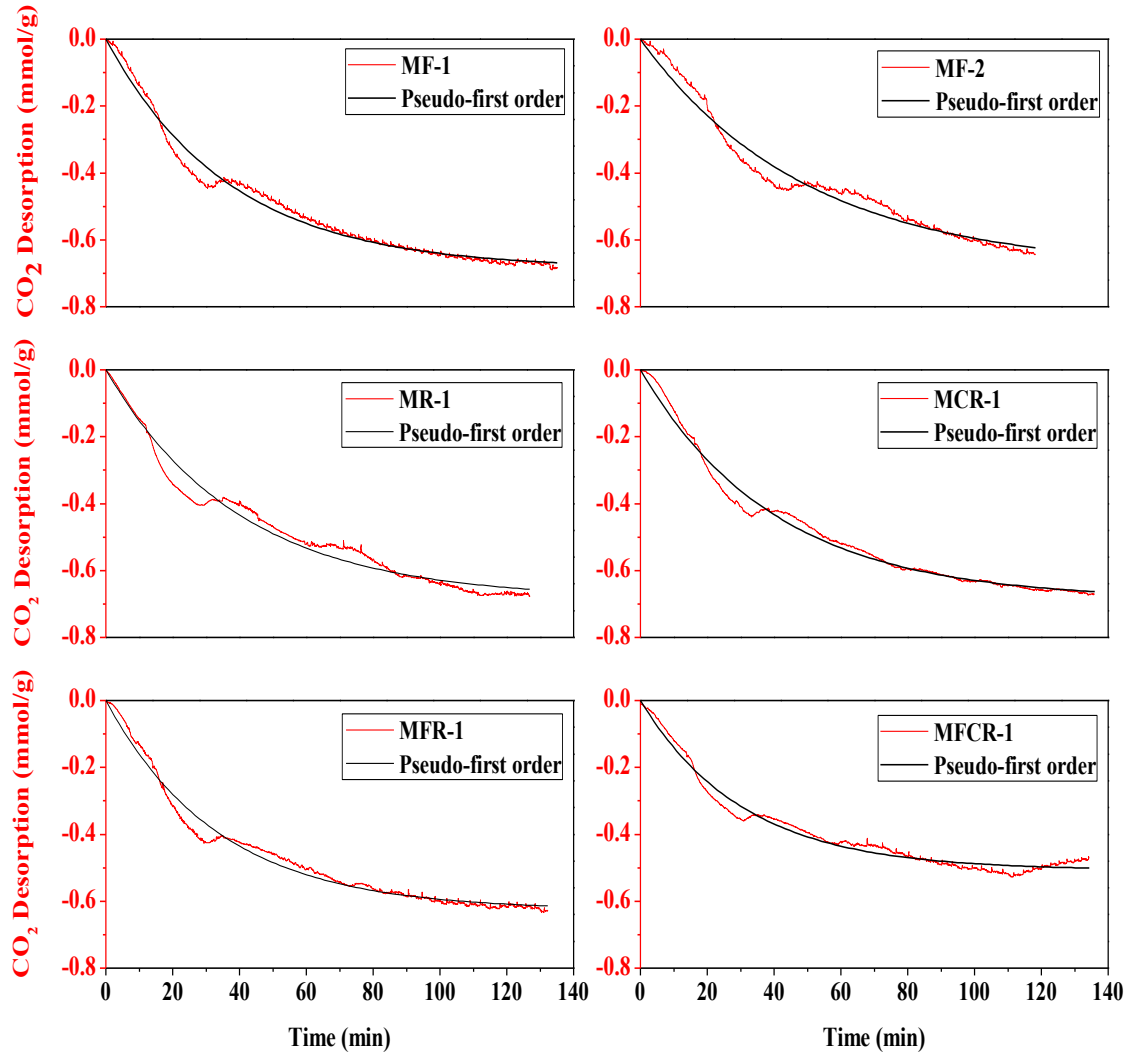 CO2 Desorption (mmol/g)
0.0
-0.2
-0.4
-0.6
-0.8
MF-1
Pseudo-first order
0.0
-0.2
-0.4
-0.6
-0.8
MF-2
Pseudo-first order
CO2 Desorption (mmol/g)
0.0
-0.2
-0.4
-0.6
-0.8
MR-1
Pseudo-first order
0.0
-0.2
-0.4
-0.6
-0.8
MCR-1
Pseudo-first order
CO2 Desorption (mmol/g)
0.0
-0.2
-0.4
-0.6
-0.8
MFR-1
Pseudo-first order
0 20 40 60 80 100 120 140
Time (min)
0.0
-0.2
-0.4
-0.6
-0.8
MFCR-1
Pseudo-first order
0 20 40 60 80 100 120 140
Time (min)